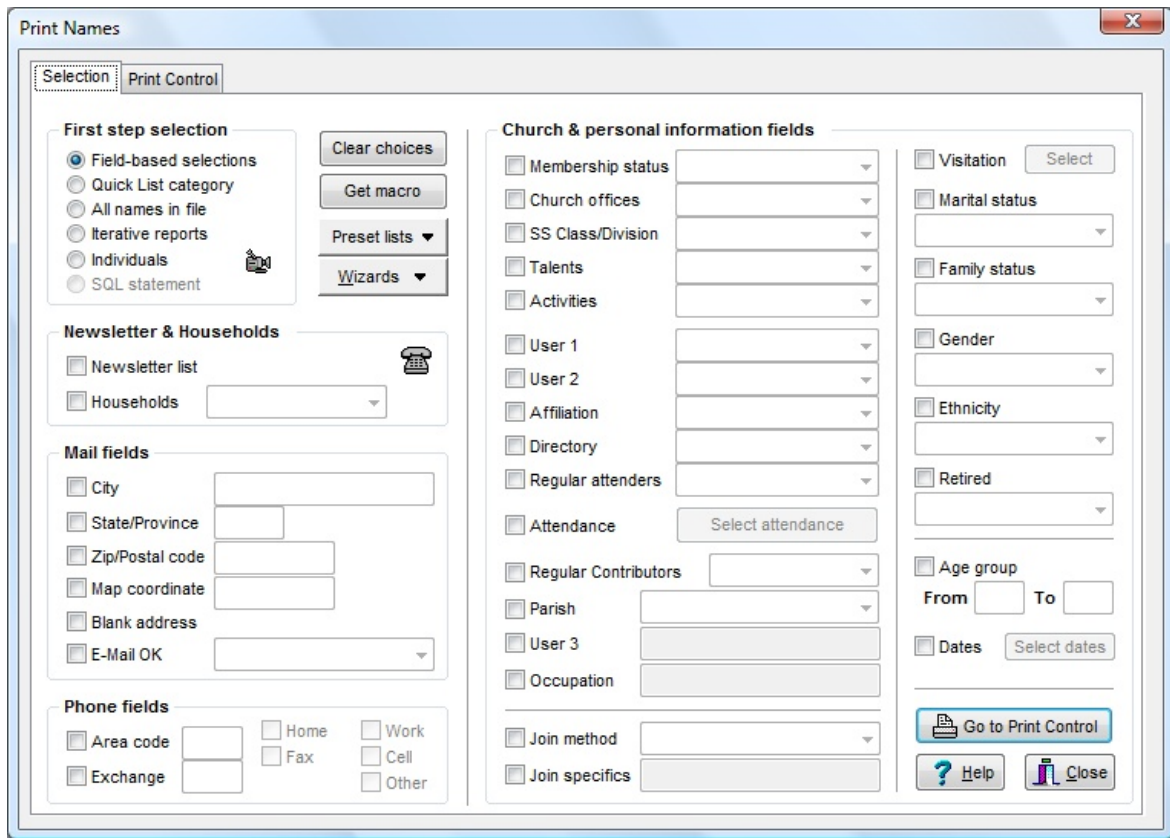 Print Names
X
Selection
Print Control
First step selection
Field-based selections
Quick List category
All names in file
Iterative reports
Individuals
SQL statement
Clear choices
Get macro
Preset lists
Wizards
Newsletter & Households
Newsletter list
Households
Mail fields
City
State/Province
Zip/Postal code
Map coordinate
Blank address
E-Mail OK
Phone fields
Area code
Exchange
Home
Fax
Work
Cell
Other
Church & personal information fields
Membership status
Church offices
SS Class/Division
Talents
Activities
User 1
User 2
Affiliation
Directory
Regular attenders
Attendance
Select attendance
Regular Contributors
Parish
User 3
Occupation
Join method
Join specifics
Visitation
Select
Marital status
Family status
Gender
Ethnicity
Retired
Age group
From To
Dates
Select dates
Go to Print Control
? Help
Close